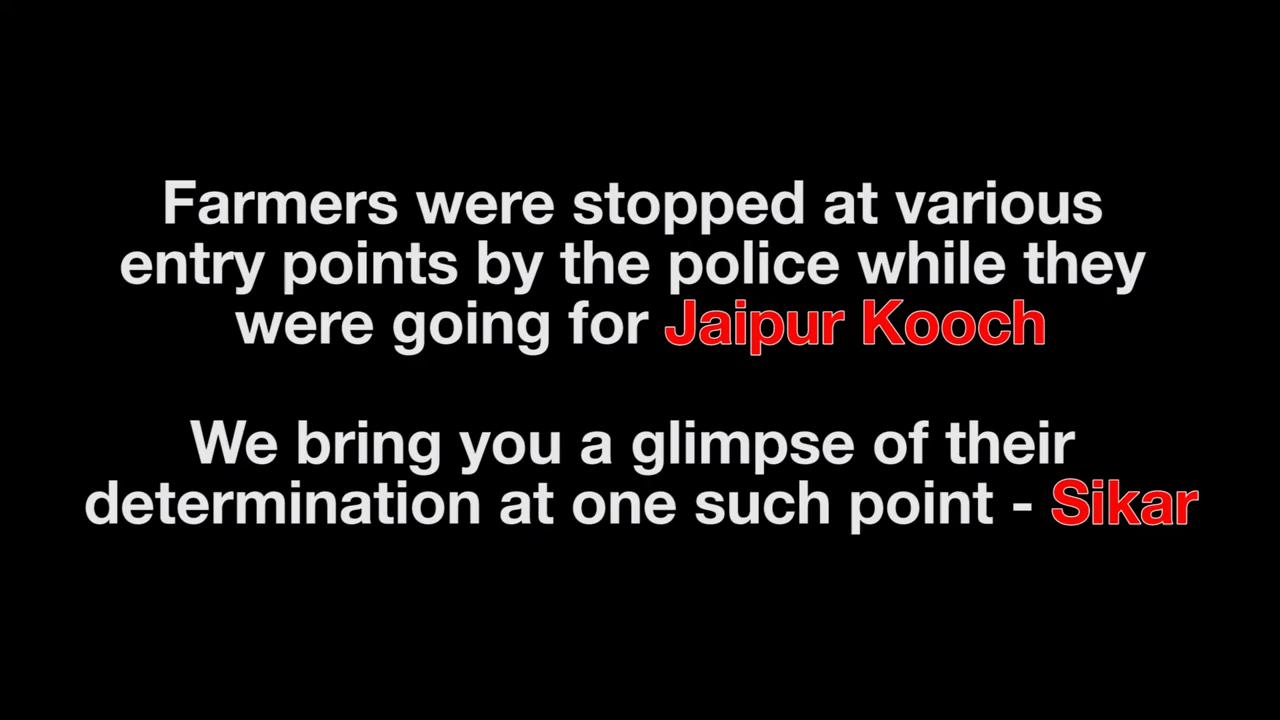 Farmers were stopped at various
entry points by the police while they
were going for Jaipur Kooch
We bring you a glimpse of their
determination at one such point - Sikar